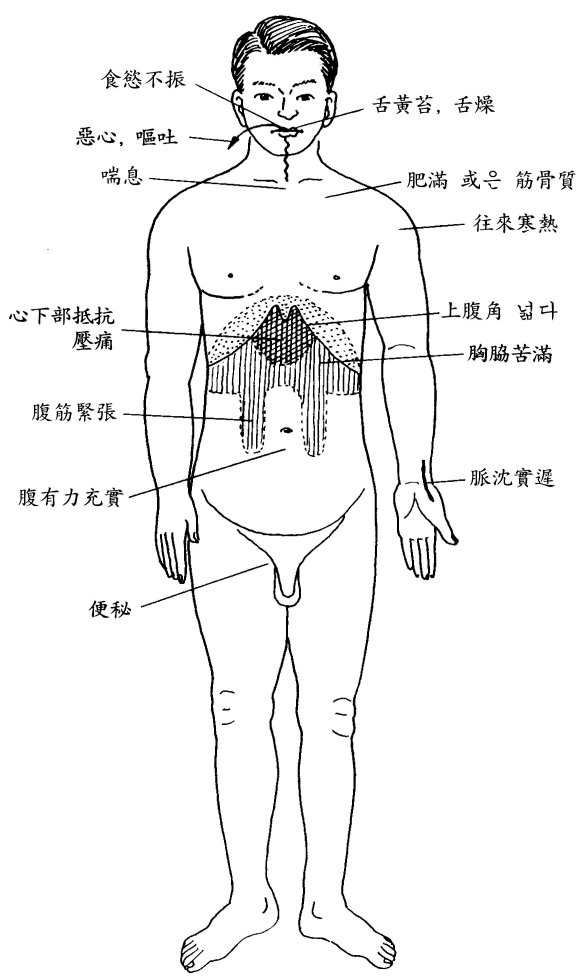 食慾不振
舌黃苔, 舌燥
惡心, 嘔吐
喘息
肥滿 或은 筋骨質
往來寒熱
心下部抵抗
壓痛
上腹角 넓다
胸脇苦滿
腹筋緊張
腹有力充實
脈沈實遲
便秘